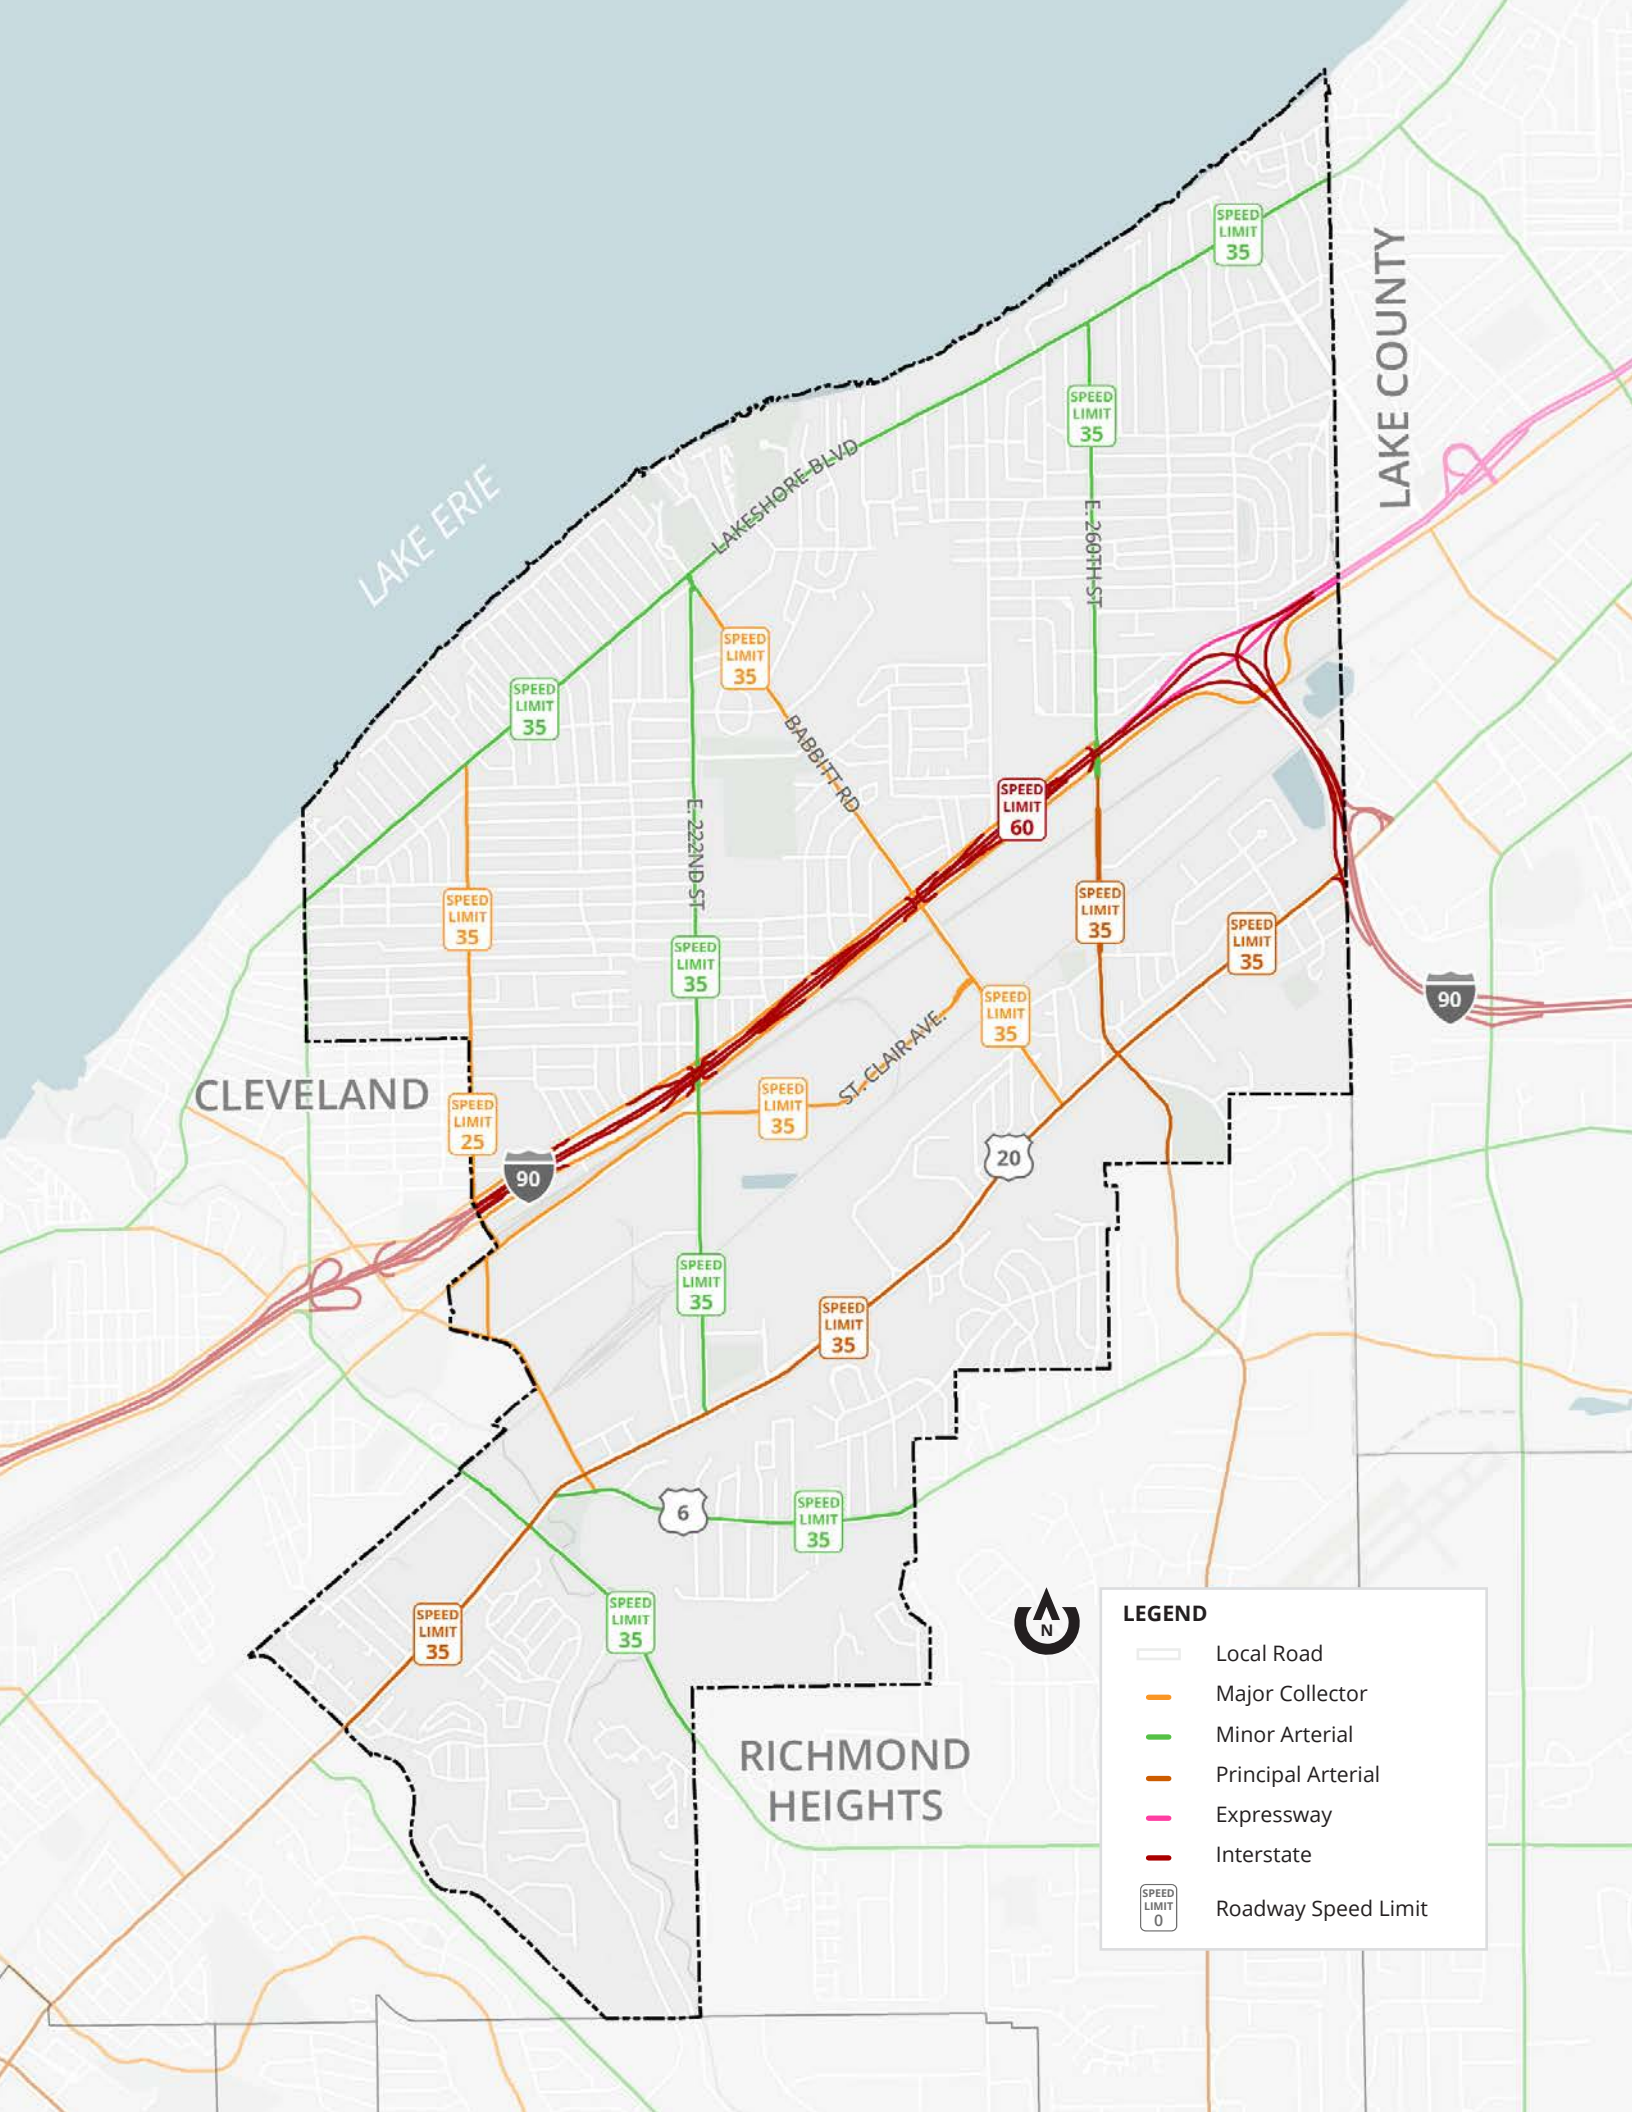 SPEED
LIMIT
35
LAKE COUNTY
SPEED
LIMIT
35
LAKESHORE BLVD
LAKE ERIE
E. 260TH ST
SPEED
LIMIT
35
SPEED
LIMIT
35
BABBITT RD
SPEED
LIMIT
60
E. 222ND ST
SPEED
LIMIT
35
SPEED
LIMIT
35
SPEED
LIMIT
35
SPEED
LIMIT
35
90
SPEED
LIMIT
35
ST. CLAIR AVE.
CLEVELAND
SPEED
LIMIT
35
SPEED
LIMIT
25
90
20
SPEED
LIMIT
35
SPEED
LIMIT
35
6
SPEED
LIMIT
35
SPEED
LIMIT
35
SPEED
LIMIT
35
N
RICHMOND
HEIGHTS
LEGEND
Local Road
Major Collector
Minor Arterial
Principal Arterial
Expressway
Interstate
SPEED
LIMIT
0
Roadway Speed Limit